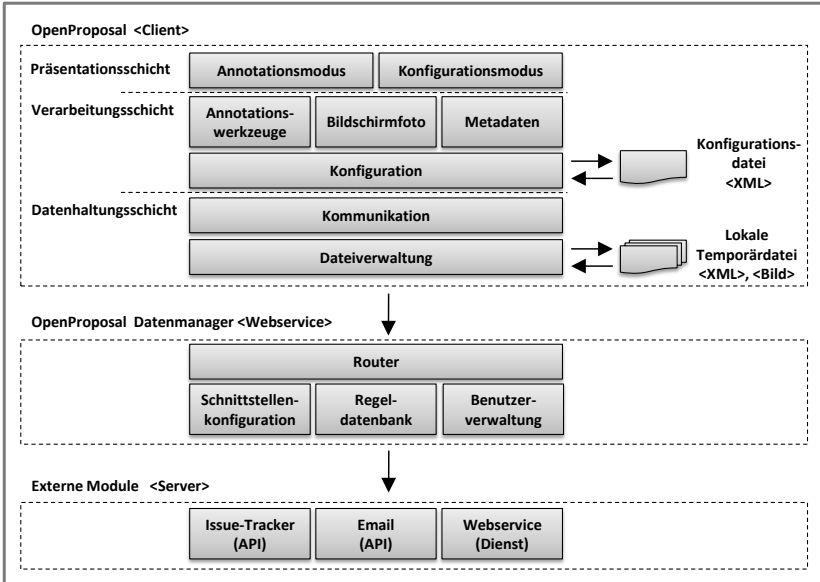 OpenProposal <Client>
Präsentationsschicht
Annotationsmodus
Konfigurationsmodus
Verarbeitungsschicht
Annotations-
werkzeuge
Bildschirmfoto
Metadaten
Konfiguration
Konfigurations-
datei
<XML>
Datenhaltungsschicht
Kommunikation
Dateiverwaltung
Lokale
Temporärdatei
<XML>, <Bild>
OpenProposal Datenmanager <Webservice>
Router
Schnittstellen-
konfiguration
Regel-
datenbank
Benutzer-
verwaltung
Externe Module <Server>
Issue-Tracker
(API)
Email
(API)
Webservice
(Dienst)